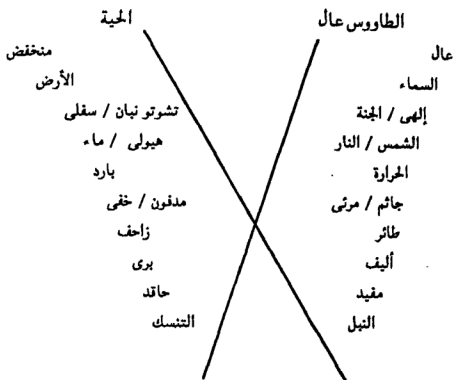 الطاووس عال
عال
السماء
إلهى / الجنة
الشمس / النار
الحرارة
جاثم / مرئى
طائر
أليف
مفيد
النبل
الحية
منخفض
الأرض
تشوتو نبان / سفلى
هيولى / ماء
بارد
مدفون / خفى
زاحف
برى
حاقد
التنسك